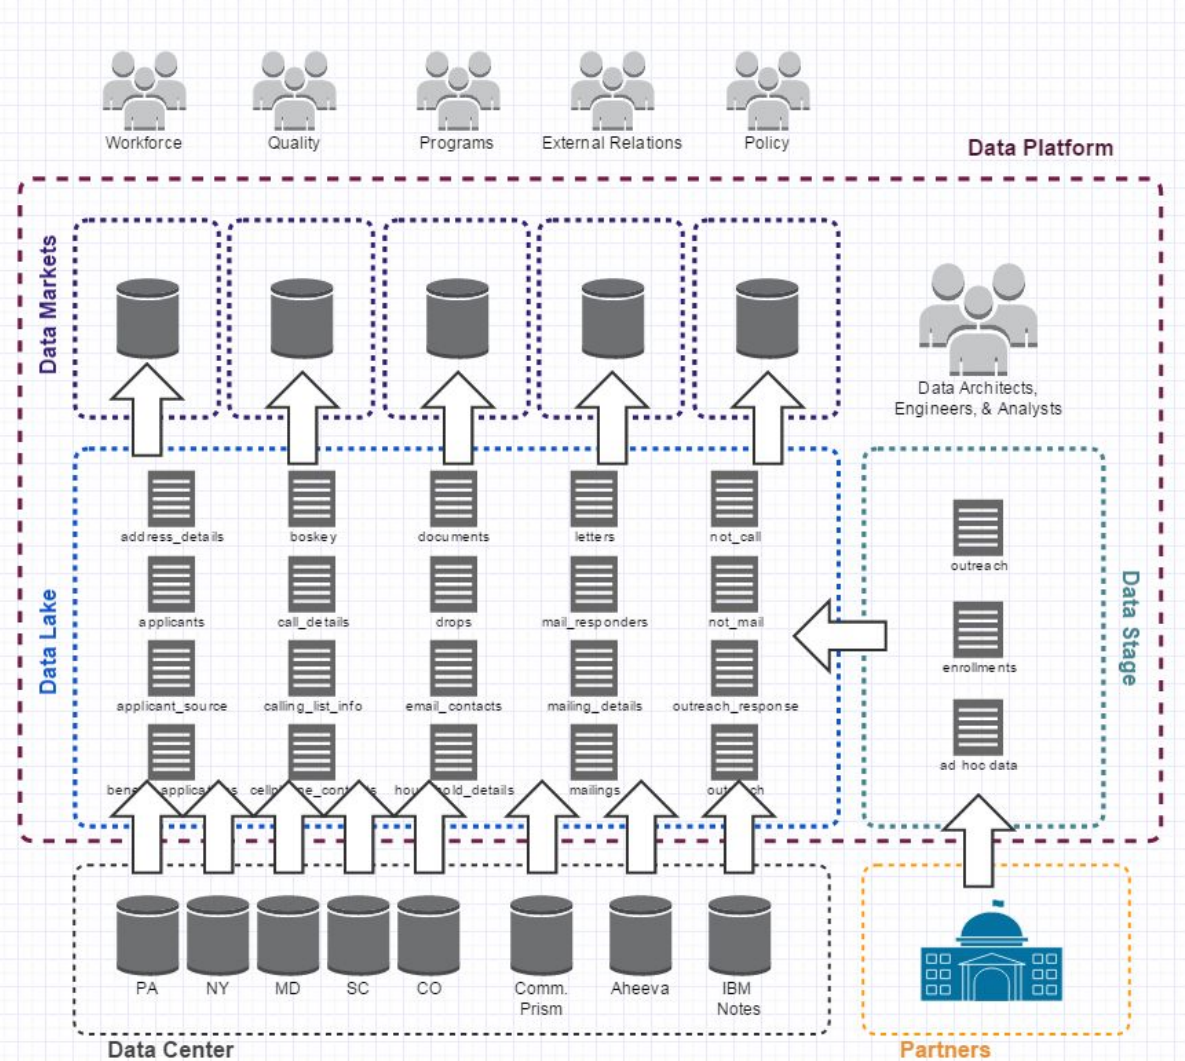 Workforce
Quality
Programs
External Relations
Policy
Data Platform
Data Markets
Data Architects,
Engineers, & Analysts
Data Lake
address_details
boskey
documents
letters
not_call
applicants
call_details
drops
mail_responders
not_mail
applicant_source
calling_list_info
email_contacts
mailing_details
outreach_response
mailings
Data Stage
outreach
enrollments
ad hoc data
PA
NY
MD
SC
CO
Comm.
Prism
Aheeva
IBM
Notes
Data Center
Partners